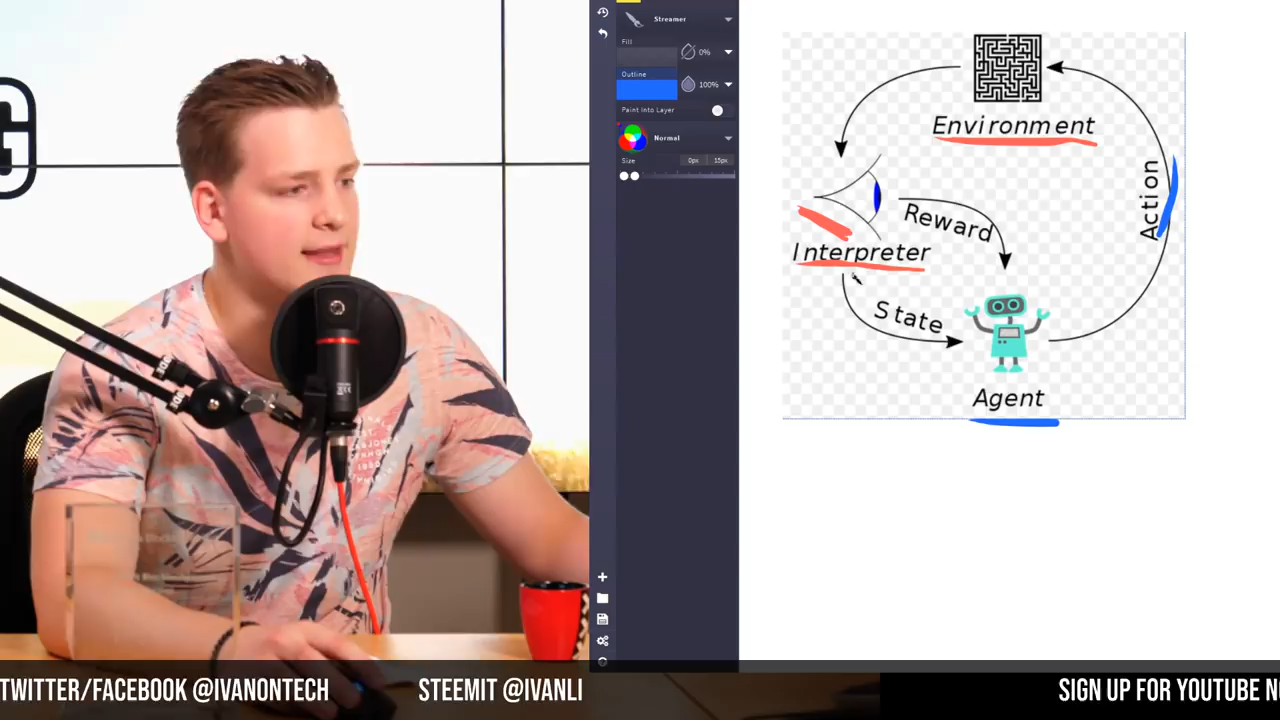 G
Streamer
Fill
0%
Outline
100%
Paint Into Layer
Normal
Size
0px
15px
Environment
Action
Reward
Interpreter
State
Agent
TWITTER/FACEBOOK @IVANONTECH
STEEMIT @IVANLI
SIGN UP FOR YOUTUBE N